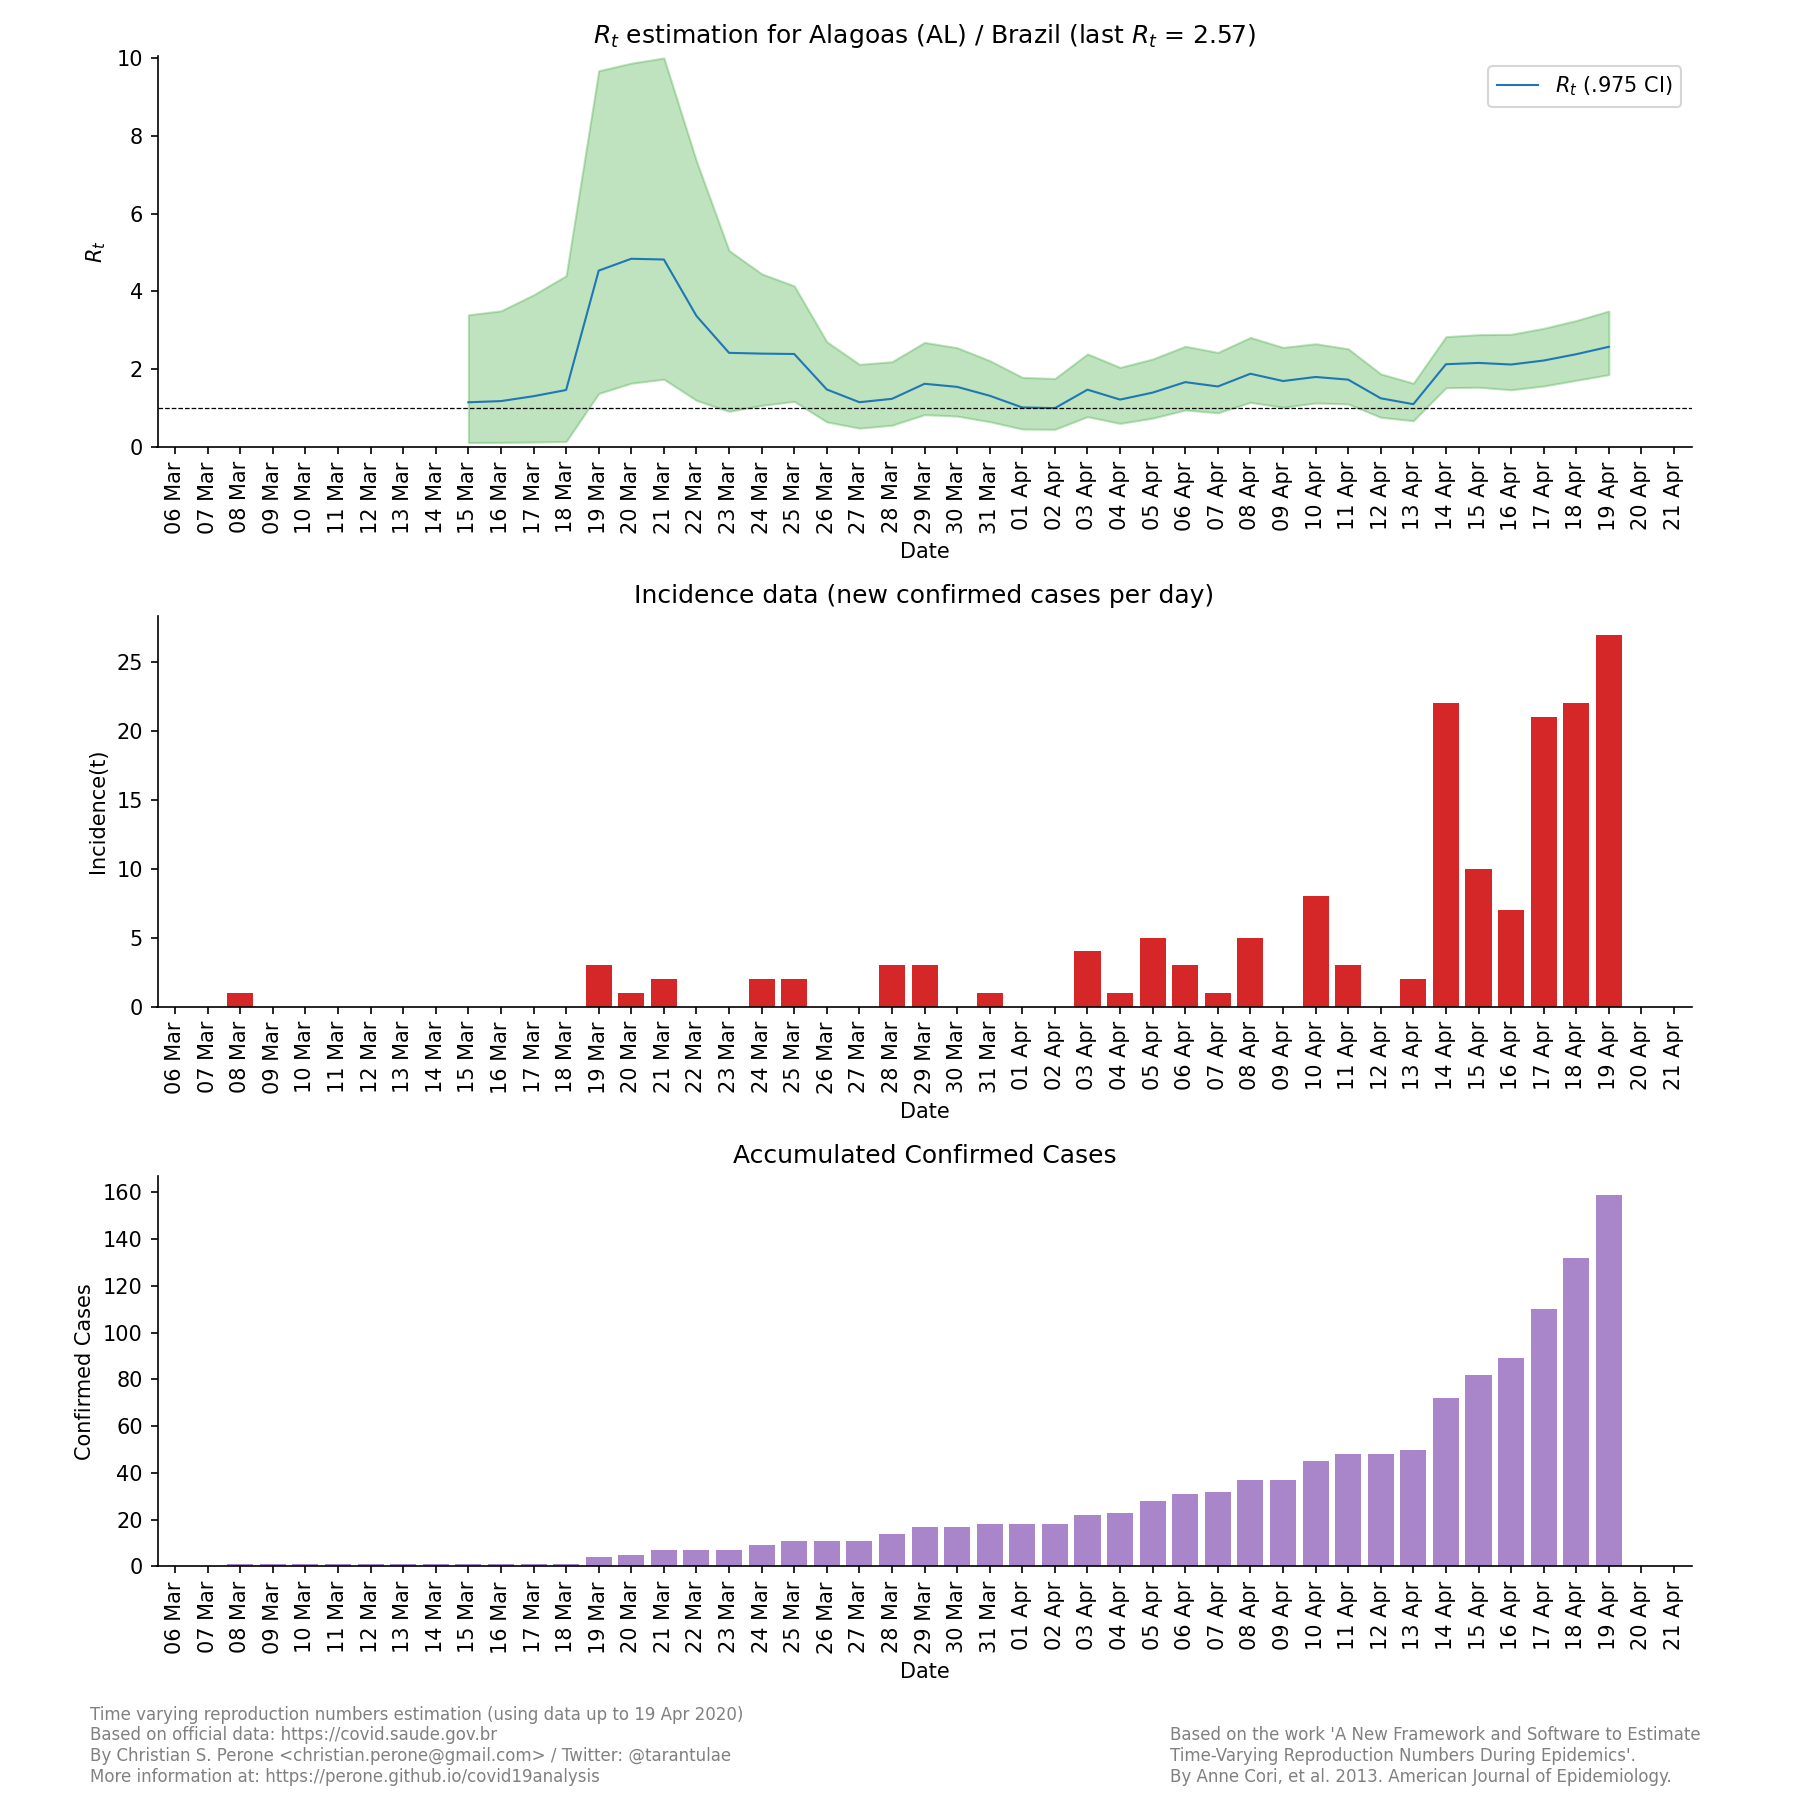 R_t estimation for Alagoas (AL) / Brazil (last R_t = 2.57)
R_t (.975 CI)
10
8
6
4
2
0
R_t
06 Mar 07 Mar 08 Mar 09 Mar 10 Mar 11 Mar 12 Mar 13 Mar 14 Mar 15 Mar 16 Mar 17 Mar 18 Mar 19 Mar 20 Mar 21 Mar 22 Mar 23 Mar 24 Mar 25 Mar 26 Mar 27 Mar 28 Mar 29 Mar 30 Mar 31 Mar 01 Apr 02 Apr 03 Apr 04 Apr 05 Apr 06 Apr 07 Apr 08 Apr 09 Apr 10 Apr 11 Apr 12 Apr 13 Apr 14 Apr 15 Apr 16 Apr 17 Apr 18 Apr 19 Apr 20 Apr 21 Apr
Date
Incidence data (new confirmed cases per day)
25
20
15
10
5
0
Incidence(t)
06 Mar 07 Mar 08 Mar 09 Mar 10 Mar 11 Mar 12 Mar 13 Mar 14 Mar 15 Mar 16 Mar 17 Mar 18 Mar 19 Mar 20 Mar 21 Mar 22 Mar 23 Mar 24 Mar 25 Mar 26 Mar 27 Mar 28 Mar 29 Mar 30 Mar 31 Mar 01 Apr 02 Apr 03 Apr 04 Apr 05 Apr 06 Apr 07 Apr 08 Apr 09 Apr 10 Apr 11 Apr 12 Apr 13 Apr 14 Apr 15 Apr 16 Apr 17 Apr 18 Apr 19 Apr 20 Apr 21 Apr
Date
Accumulated Confirmed Cases
160
140
120
100
80
60
40
20
0
Confirmed Cases
06 Mar 07 Mar 08 Mar 09 Mar 10 Mar 11 Mar 12 Mar 13 Mar 14 Mar 15 Mar 16 Mar 17 Mar 18 Mar 19 Mar 20 Mar 21 Mar 22 Mar 23 Mar 24 Mar 25 Mar 26 Mar 27 Mar 28 Mar 29 Mar 30 Mar 31 Mar 01 Apr 02 Apr 03 Apr 04 Apr 05 Apr 06 Apr 07 Apr 08 Apr 09 Apr 10 Apr 11 Apr 12 Apr 13 Apr 14 Apr 15 Apr 16 Apr 17 Apr 18 Apr 19 Apr 20 Apr 21 Apr
Date
Time varying reproduction numbers estimation (using data up to 19 Apr 2020)
Based on official data: https://covid.saude.gov.br
By Christian S. Perone <christian.perone@gmail.com> / Twitter: @tarantulae
More information at: https://perone.github.io/covid19analysis
Based on the work 'A New Framework and Software to Estimate
Time-Varying Reproduction Numbers During Epidemics'.
By Anne Cori, et al. 2013. American Journal of Epidemiology.